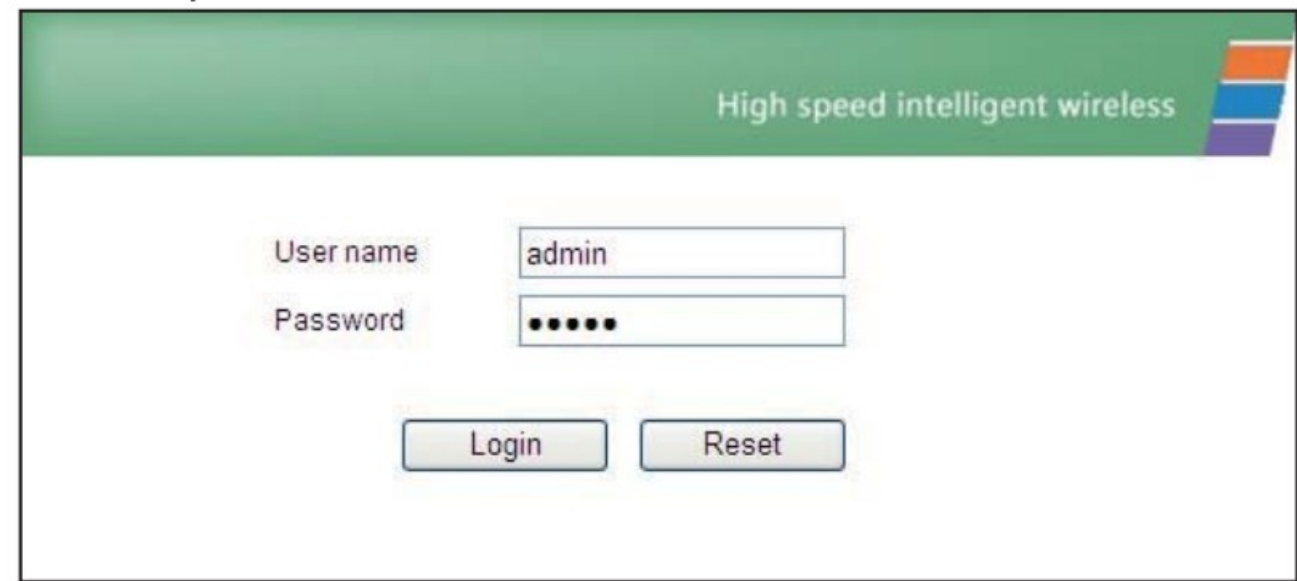 High speed intelligent wireless
User name admin
Password •••••
Login Reset